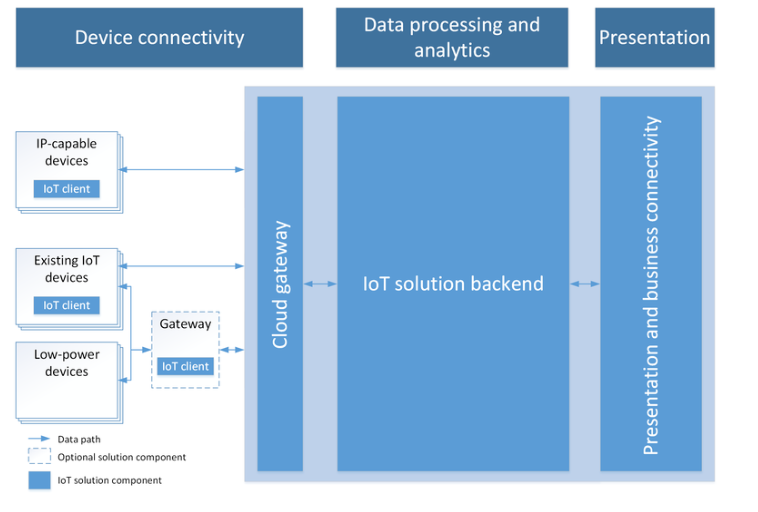 Device connectivity
Data processing and
analytics
Presentation
IP-capable
devices
IoT client
Existing IoT
devices
IoT client
Gateway
IoT client
Low-power
devices
Cloud gateway
IoT solution backend
Presentation and business connectivity
Data path
Optional solution component
IoT solution component